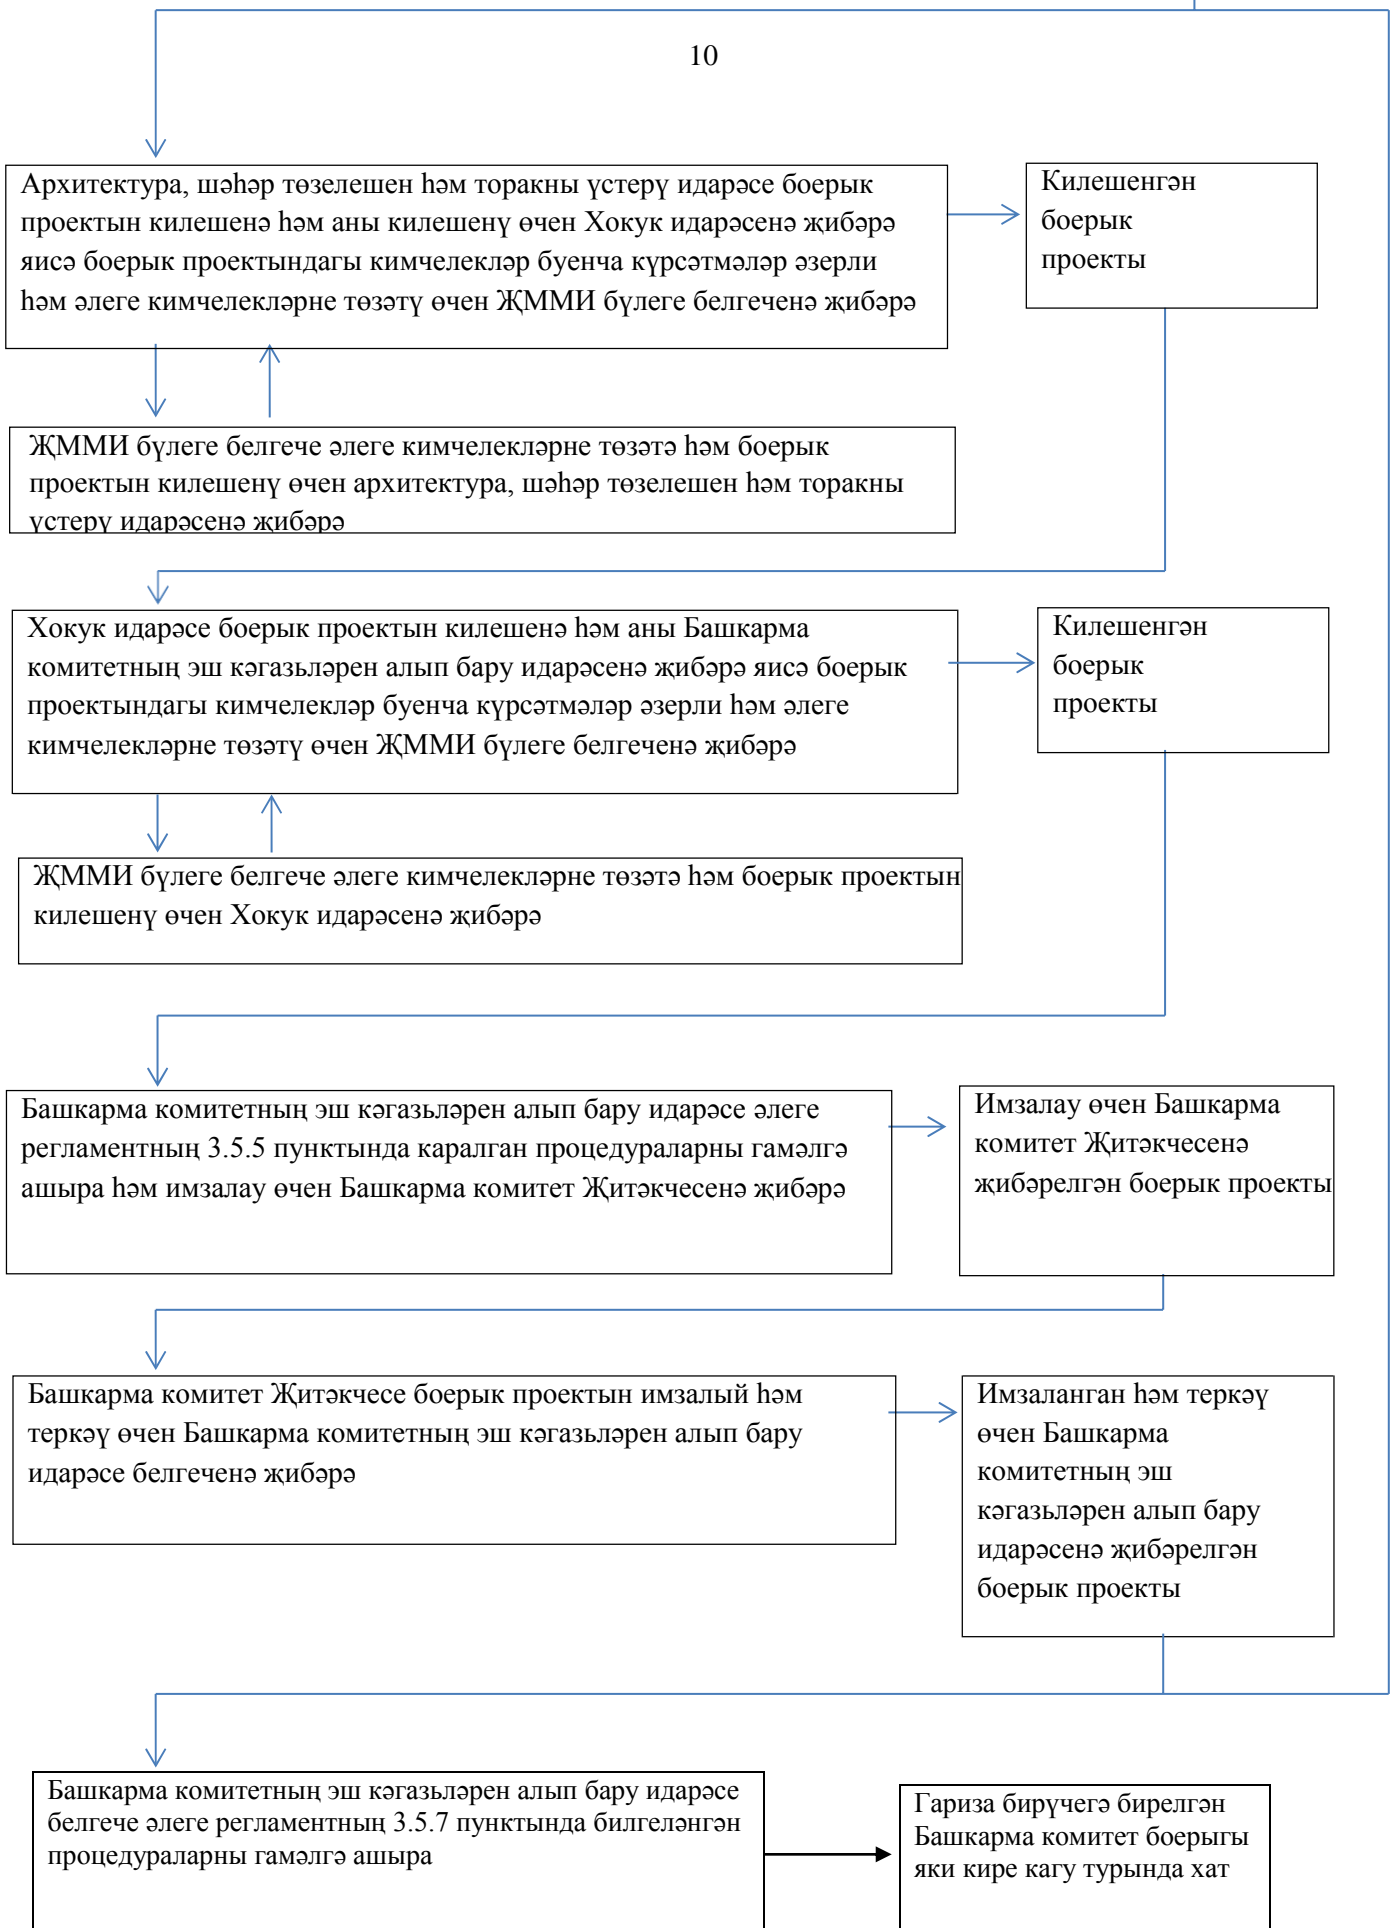 10
Архитектура, шәһәр төзелешен һәм торакны үстерү идарәсе боерык
проектын килешенә һәм аны килешенү өчен Хокук идарәсенә җибәрә
яисә боерык проектындагы кимчелекләр буенча күрсәтмәләр әзерли
һәм әлеге кимчелекләрне төзәтү өчен ҖММИ бүлеге белгеченә җибәрә
Килешенгән
боерык
проекты
ҖММИ бүлеге белгече әлеге кимчелекләрне төзәтә һәм боерык
проектын килешенү өчен архитектура, шәһәр төзелешен һәм торакны
үстерү идарәсенә җибәрә
Хокук идарәсе боерык проектын килешенә һәм аны Башкарма
комитетның эш кәгазьләрен алып бару идарәсенә җибәрә яисә боерык
проектындагы кимчелекләр буенча күрсәтмәләр әзерли һәм әлеге
кимчелекләрне төзәтү өчен ҖММИ бүлеге белгеченә җибәрә
Килешенгән
боерык
проекты
ҖММИ бүлеге белгече әлеге кимчелекләрне төзәтә һәм боерык проектын
килешенү өчен Хокук идарәсенә җибәрә
Башкарма комитетның эш кәгазьләрен алып бару идарәсе әлеге
регламентның 3.5.5 пунктында каралган процедураларны гамәлгә
ашыра һәм имзалау өчен Башкарма комитет Җитәкчесенә җибәрә
Имзалау өчен Башкарма
комитет Җитәкчесенә
җибәрелгән боерык проекты
Башкарма комитет Җитәкчесе боерык проектын имзалый һәм
теркәү өчен Башкарма комитетның эш кәгазьләрен алып бару
идарәсе белгеченә җибәрә
Имзаланган һәм теркәү
өчен Башкарма
комитетның эш
кәгазьләрен алып бару
идарәсенә җибәрелгән
боерык проекты
Башкарма комитетның эш кәгазьләрен алып бару идарәсе
белгече әлеге регламентның 3.5.7 пунктында билгеләнгән
процедураларны гамәлгә ашыра
Гариза бирүчегә бирелгән
Башкарма комитет боерыгы
яки кире кагу турында хат